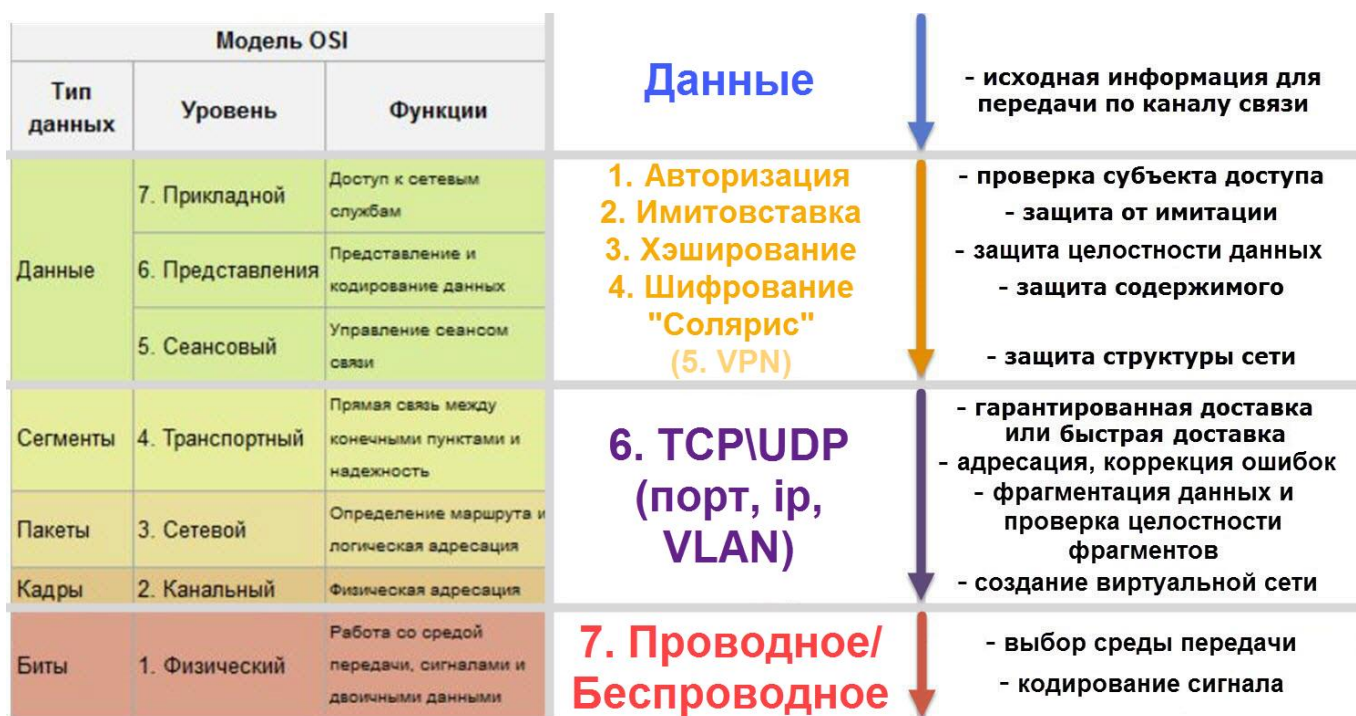 Модель OSI
Тип
данных
Уровень
Функции
Данные
- исходная информация для
передачи по каналу связи
Данные
7. Прикладной
Доступ к сетевым
службам
6. Представления
Представление и
кодирование данных
5. Сеансовый
Управление сеансом
связи
1. Авторизация
2. Имитовставка
3. Хэширование
4. Шифрование
"Солярис"
(5. VPN)
- проверка субъекта доступа
- защита от имитации
- защита целостности данных
- защита содержимого
- защита структуры сети
Сегменты
4. Транспортный
Прямая связь между
конечными пунктами и
надежность
Пакеты
3. Сетевой
Определение маршрута и
логическая адресация
Кадры
2. Канальный
Физическая адресация
6. TCP\UDP
(порт, ip,
VLAN)
- гарантированная доставка
или быстрая доставка
- адресация, коррекция ошибок
- фрагментация данных и
проверка целостности
фрагментов
- создание виртуальной сети
Биты
1. Физический
Работа со средой
передачи, сигналами и
двоичными данными
7. Проводное/
Беспроводное
- выбор среды передачи
- кодирование сигнала